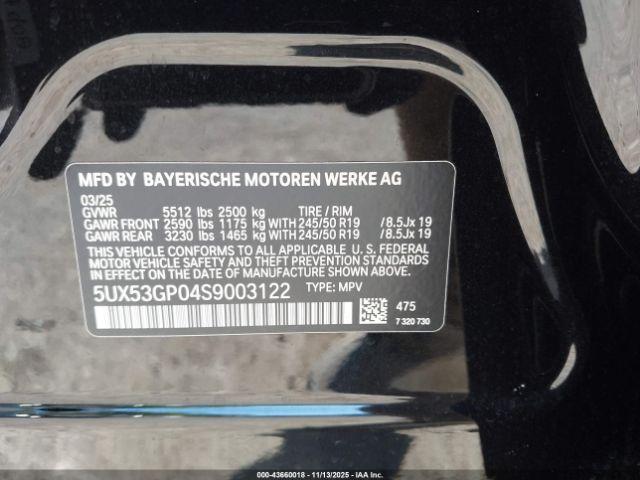 MFD BY BAYERISCHE MOTOREN WERKE AG
03/25
GVWR 5512 lbs 2500 kg TIRE / RIM
GAWR FRONT 2590 lbs 1175 kg WITH 245/50 R19 /8.5Jx 19
GAWR REAR 3230 lbs 1465 kg WITH 245/50 R19 /8.5Jx 19
THIS VEHICLE CONFORMS TO ALL APPLICABLE U. S. FEDERAL
MOTOR VEHICLE SAFETY AND THEFT PREVENTION STANDARDS
IN EFFECT ON THE DATE OF MANUFACTURE SHOWN ABOVE.
5UX53GP04S9003122 TYPE: MPV
475
7 320 730
000-43660018 | 11/13/2025 - IAAI.COM